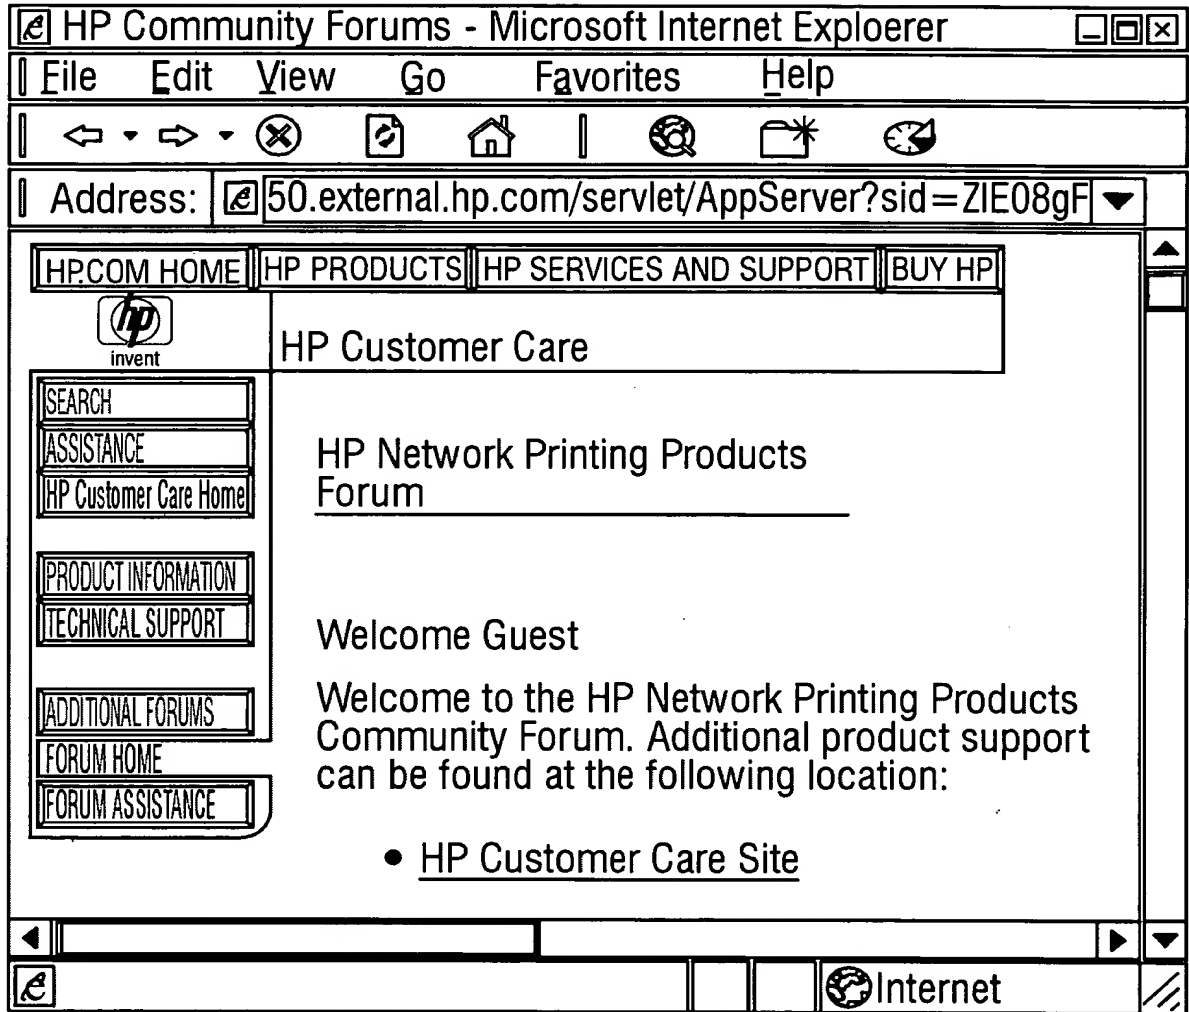 HP Community Forums - Microsoft Internet Exploerer
File Edit View Go Favorites Help
Address: 50.external.hp.com/servlet/AppServer?sid=ZIE08gF
HP.COM HOME HP PRODUCTS HP SERVICES AND SUPPORT BUY HP
hp
invent
HP Customer Care
SEARCH
ASSISTANCE
HP Customer Care Home
PRODUCT INFORMATION
TECHNICAL SUPPORT
ADDITIONAL FORUMS
FORUM HOME
FORUM ASSISTANCE
HP Network Printing Products
Forum
Welcome Guest
Welcome to the HP Network Printing Products
Community Forum. Additional product support
can be found at the following location:
• HP Customer Care Site
Internet